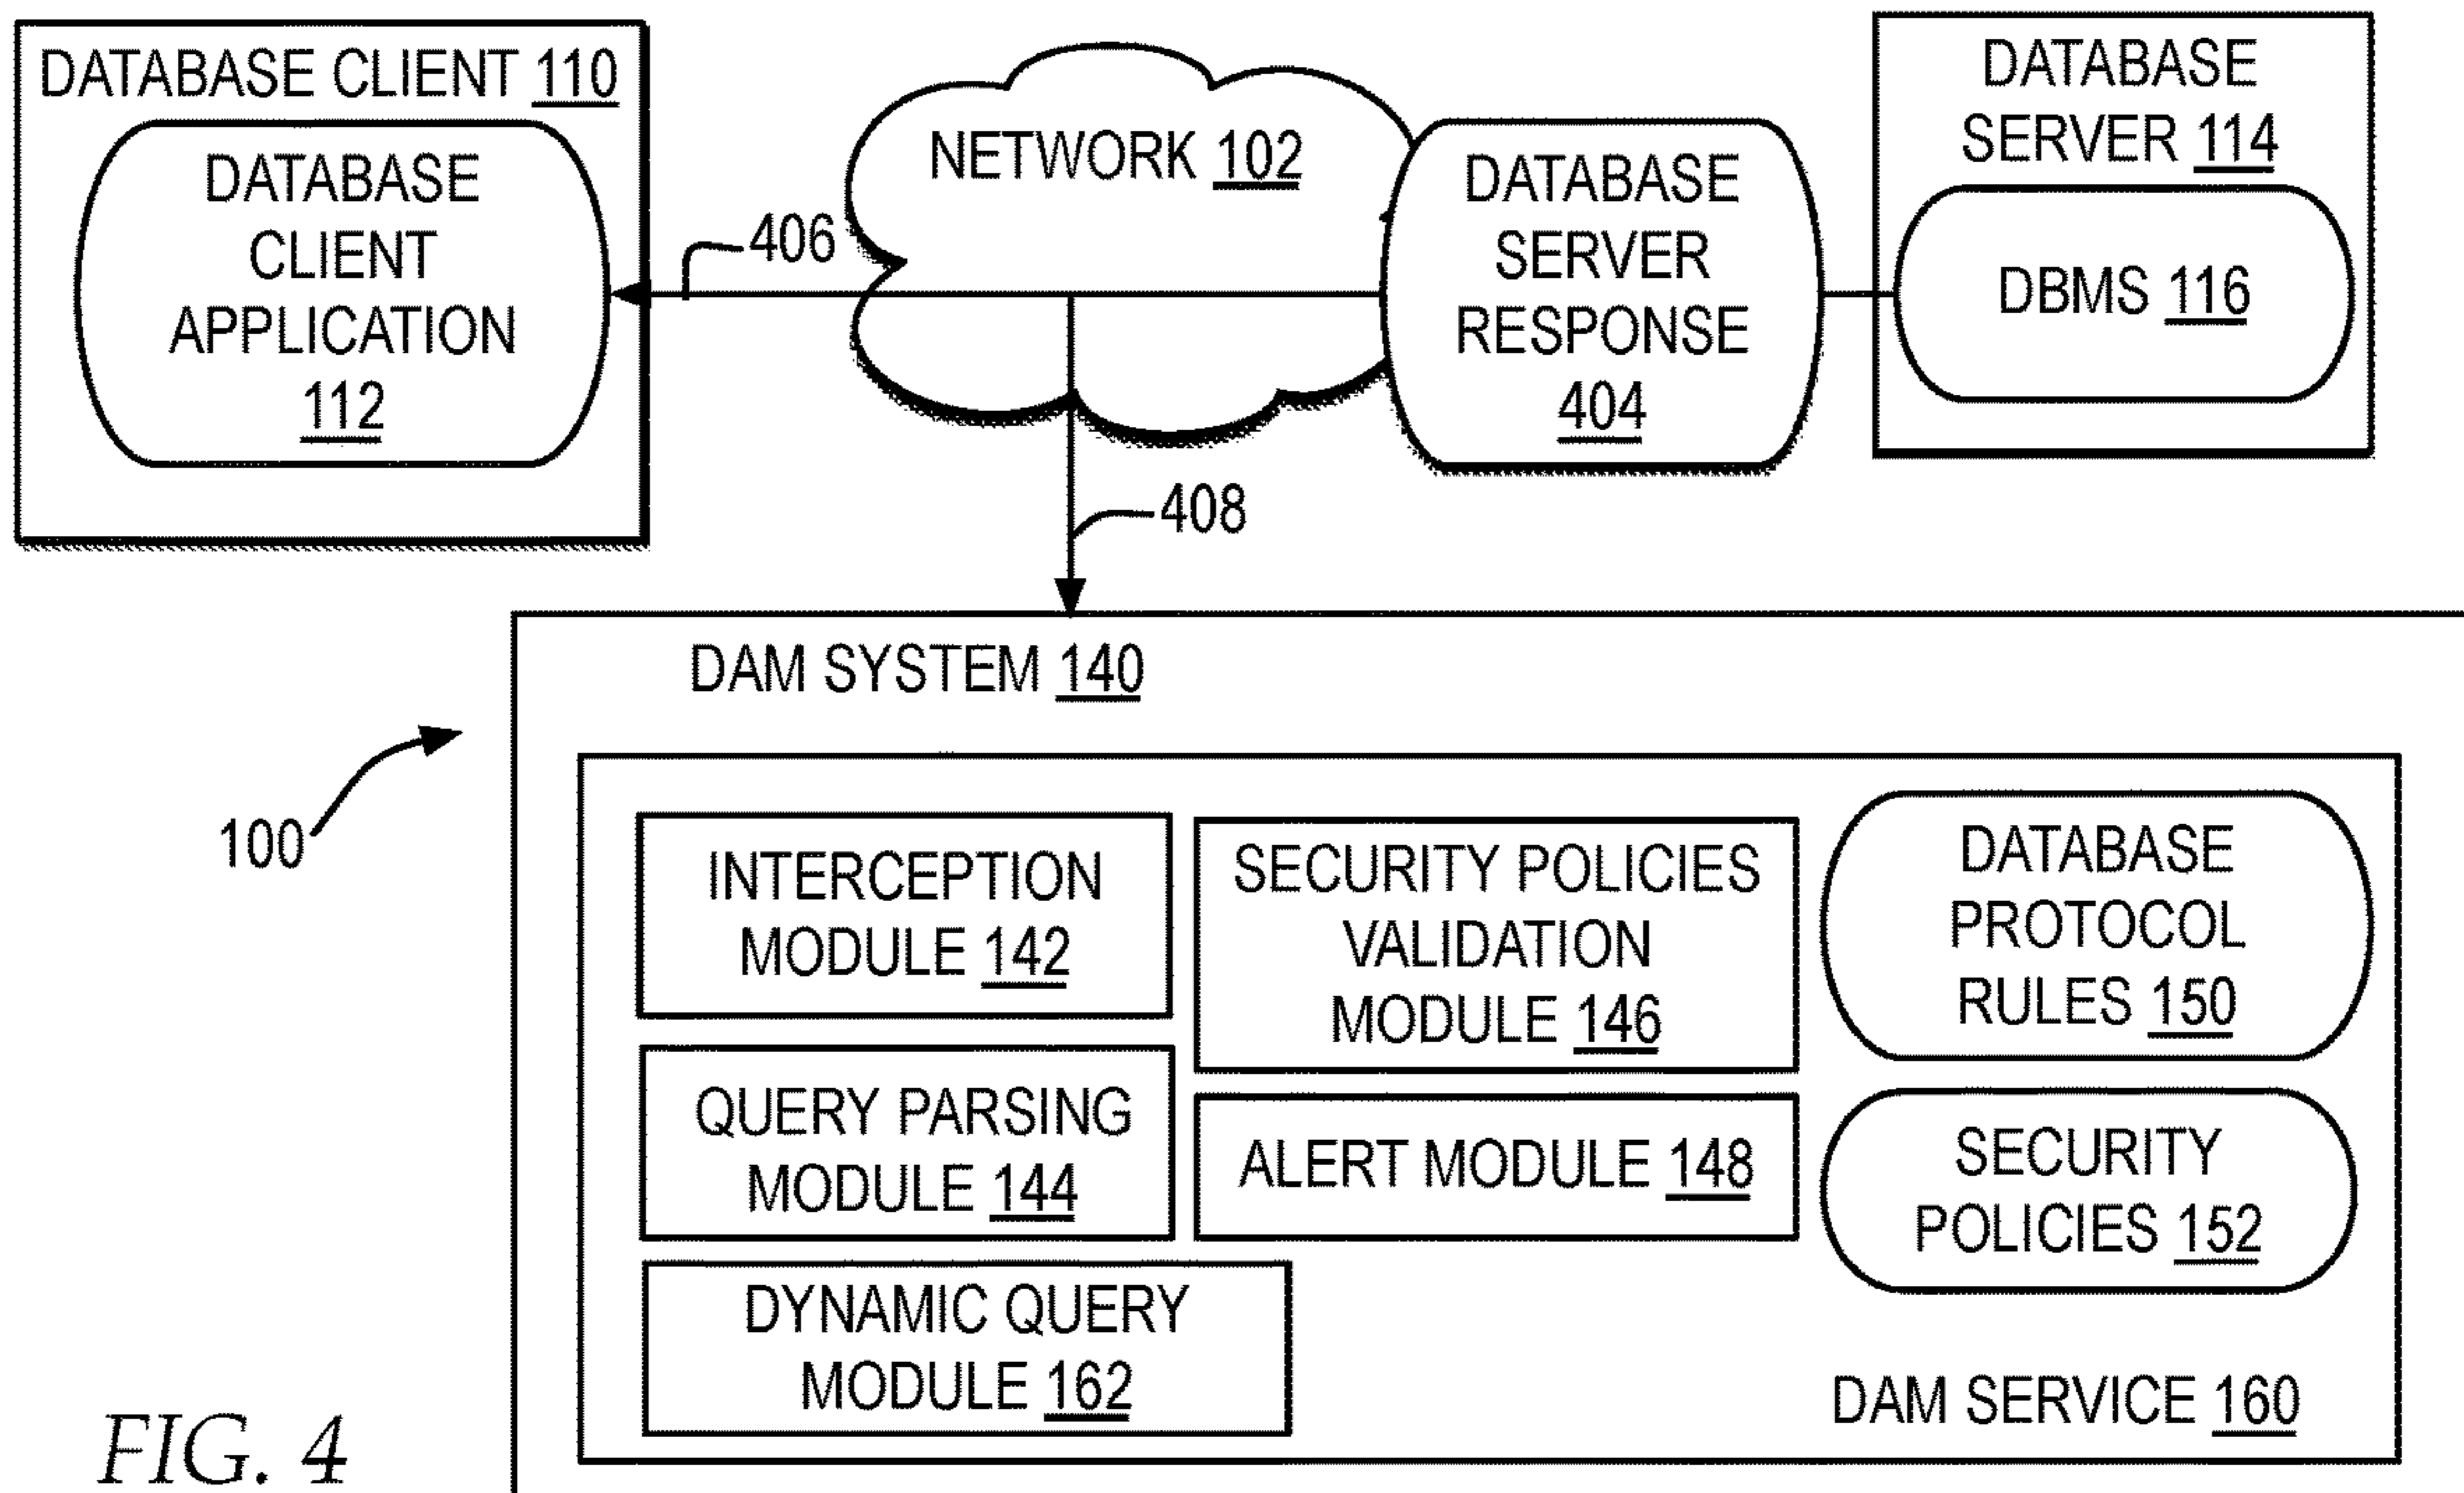 DATABASE CLIENT 110
DATABASE
CLIENT
APPLICATION
112
406
NETWORK 102
DATABASE
SERVER
RESPONSE
404
DATABASE
SERVER 114
DBMS 116
408
DAM SYSTEM 140
100
INTERCEPTION
MODULE 142
SECURITY POLICIES
VALIDATION
MODULE 146
DATABASE
PROTOCOL
RULES 150
QUERY PARSING
MODULE 144
ALERT MODULE 148
SECURITY
POLICIES 152
DYNAMIC QUERY
MODULE 162
DAM SERVICE 160
FIG. 4